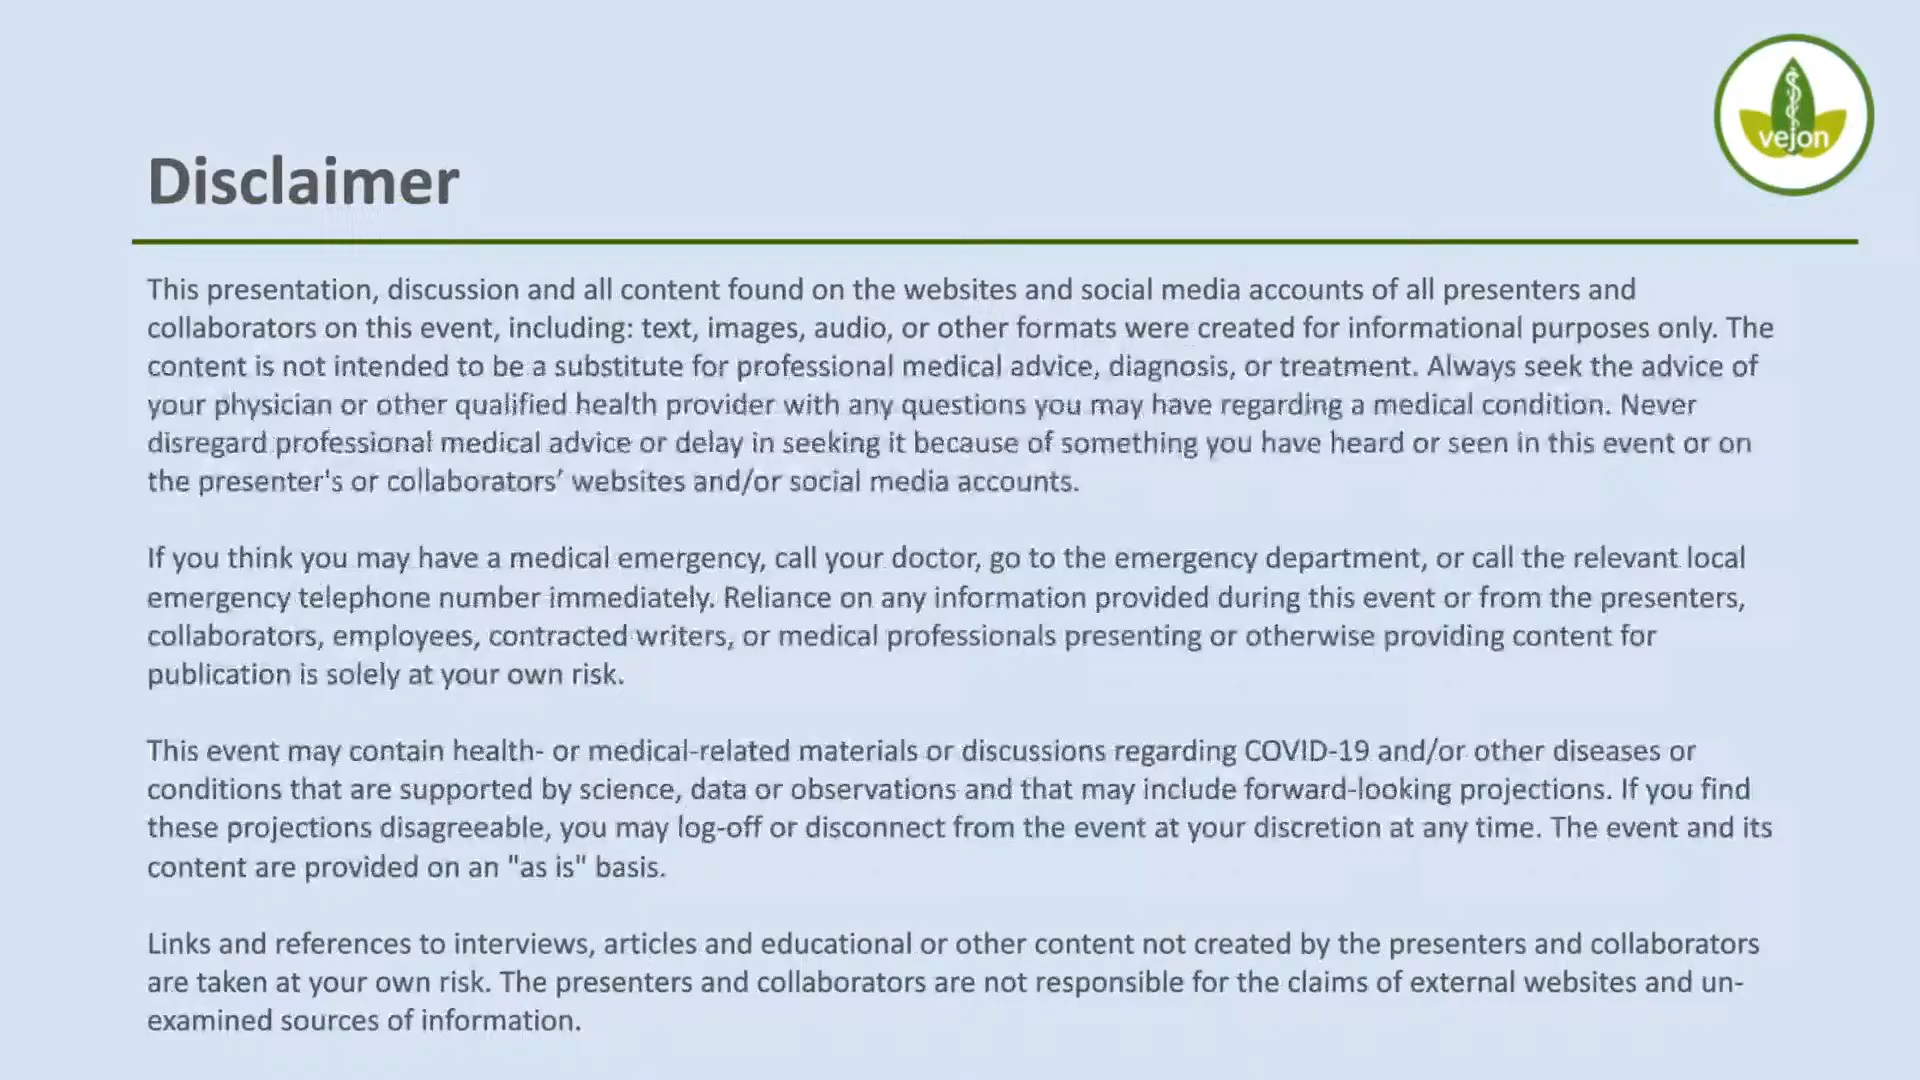 vejon
Disclaimer
This presentation, discussion and all content found on the websites and social media accounts of all presenters and
collaborators on this event, including: text, images, audio, or other formats were created for informational purposes only. The
content is not intended to be a substitute for professional medical advice, diagnosis, or treatment. Always seek the advice of
your physician or other qualified health provider with any questions you may have regarding a medical condition. Never
disregard professional medical advice or delay in seeking it because of something you have heard or seen in this event or on
the presenter's or collaborators’ websites and/or social media accounts.
If you think you may have a medical emergency, call your doctor, go to the emergency department, or call the relevant local
emergency telephone number immediately. Reliance on any information provided during this event or from the presenters,
collaborators, employees, contracted writers, or medical professionals presenting or otherwise providing content for
publication is solely at your own risk.
This event may contain health- or medical-related materials or discussions regarding COVID-19 and/or other diseases or
conditions that are supported by science, data or observations and that may include forward-looking projections. If you find
these projections disagreeable, you may log-off or disconnect from the event at your discretion at any time. The event and its
content are provided on an "as is" basis.
Links and references to interviews, articles and educational or other content not created by the presenters and collaborators
are taken at your own risk. The presenters and collaborators are not responsible for the claims of external websites and un-
examined sources of information.